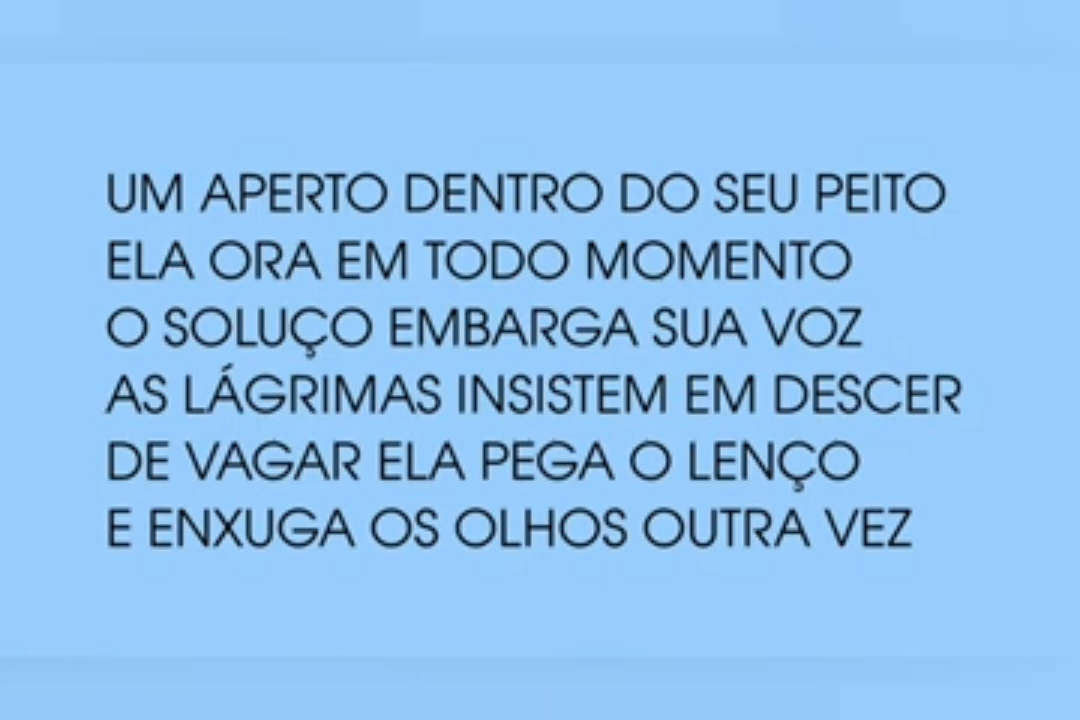 UM APERTO DENTRO DO SEU PEITO
ELA ORA EM TODO MOMENTO
O SOLUÇO EMBARGA SUA VOZ
AS LÁGRIMAS INSISTEM EM DESCER
DE VAGAR ELA PEGA O LENÇO
E ENXUGA OS OLHOS OUTRA VEZ